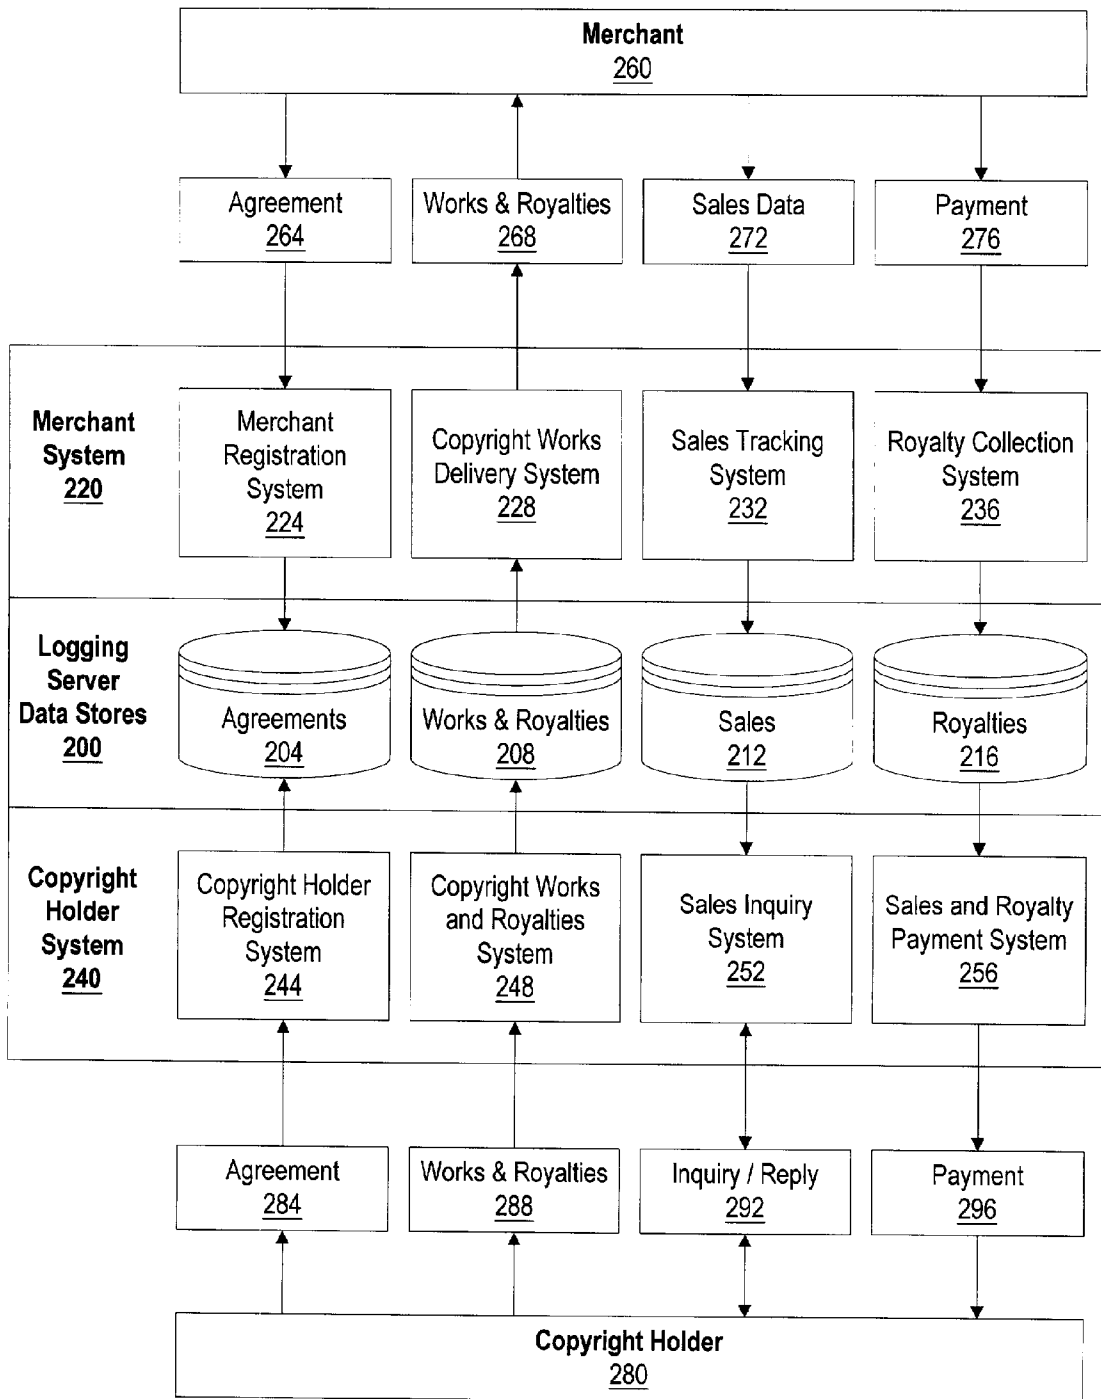 Merchant
260
Agreement
264
Works & Royalties
268
Sales Data
272
Payment
276
Merchant
System
220
Merchant
Registration
System
224
Copyright Works
Delivery System
228
Sales Tracking
System
232
Royalty Collection
System
236
Logging
Server
Data Stores
200
Agreements
204
Works & Royalties
208
Sales
212
Royalties
216
Copyright
Holder
System
240
Copyright Holder
Registration
System
244
Copyright Works
and Royalties
System
248
Sales Inquiry
System
252
Sales and Royalty
Payment System
256
Agreement
284
Works & Royalties
288
Inquiry / Reply
292
Payment
296
Copyright Holder
280